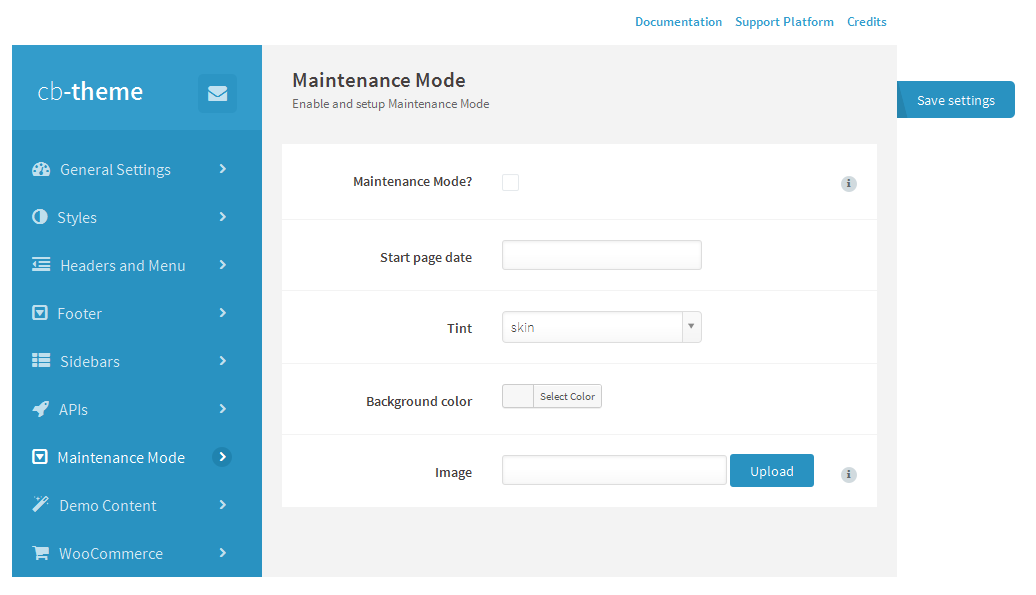 Documentation Support Platform Credits
cb-theme
Maintenance Mode
Enable and setup Maintenance Mode
Save settings
General Settings
Styles
Headers and Menu
Footer
Sidebars
APIs
Maintenance Mode
Demo Content
WooCommerce
Maintenance Mode?
Start page date
Tint skin
Background color Select Color
Image Upload